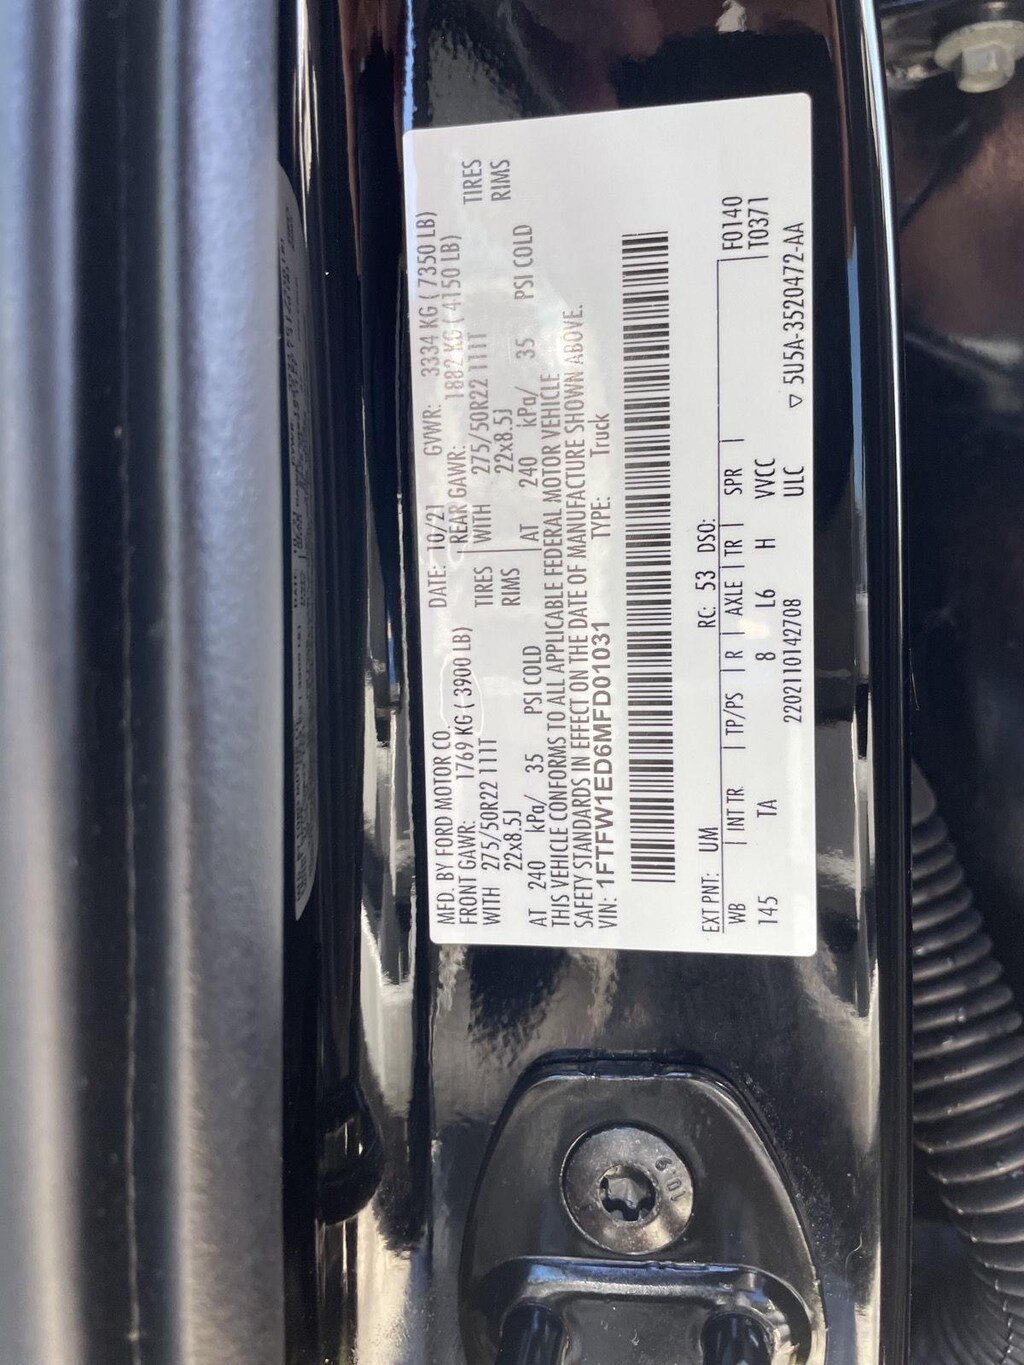 MFD. BY FORD MOTOR CO. DATE: 10/21 GVWR: 3334 KG ( 7350 LB)
FRONT GAWR: 1769 KG ( 3900 LB) REAR GAWR: 1882 KG ( 4150 LB)
WITH 275/50R22 111T TIRES WITH 275/50R22 111T TIRES
22x8.5J RIMS 22x8.5J RIMS
AT 240 kPa/ 35 PSI COLD AT 240 kPa/ 35 PSI COLD
THIS VEHICLE CONFORMS TO ALL APPLICABLE FEDERAL MOTOR VEHICLE
SAFETY STANDARDS IN EFFECT ON THE DATE OF MANUFACTURE SHOWN ABOVE.
VIN: 1FTFW1ED6MFD01031 TYPE: Truck
EXT PNT: UM RC: 53 DSO:
WB INT TR TP/PS R AXLE TR SPR F0140
145 TA 8 L6 H VVCC T0371
2202110142708 ULC ▽ 5U5A-3520472-AA
10.9